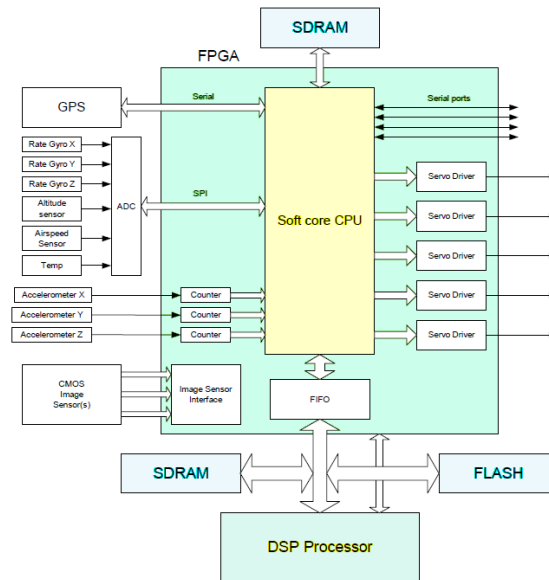 SDRAM
FPGA
GPS
Serial
Serial ports
Rate Gyro X
Rate Gyro Y
Rate Gyro Z
Altitude
sensor
Airspeed
Sensor
Temp
ADC
SPI
Soft core CPU
Servo Driver
Servo Driver
Servo Driver
Servo Driver
Servo Driver
Accelerometer X
Accelerometer Y
Accelerometer Z
Counter
Counter
Counter
CMOS
Image
Sensor(s)
Image Sensor
Interface
FIFO
SDRAM
FLASH
DSP Processor